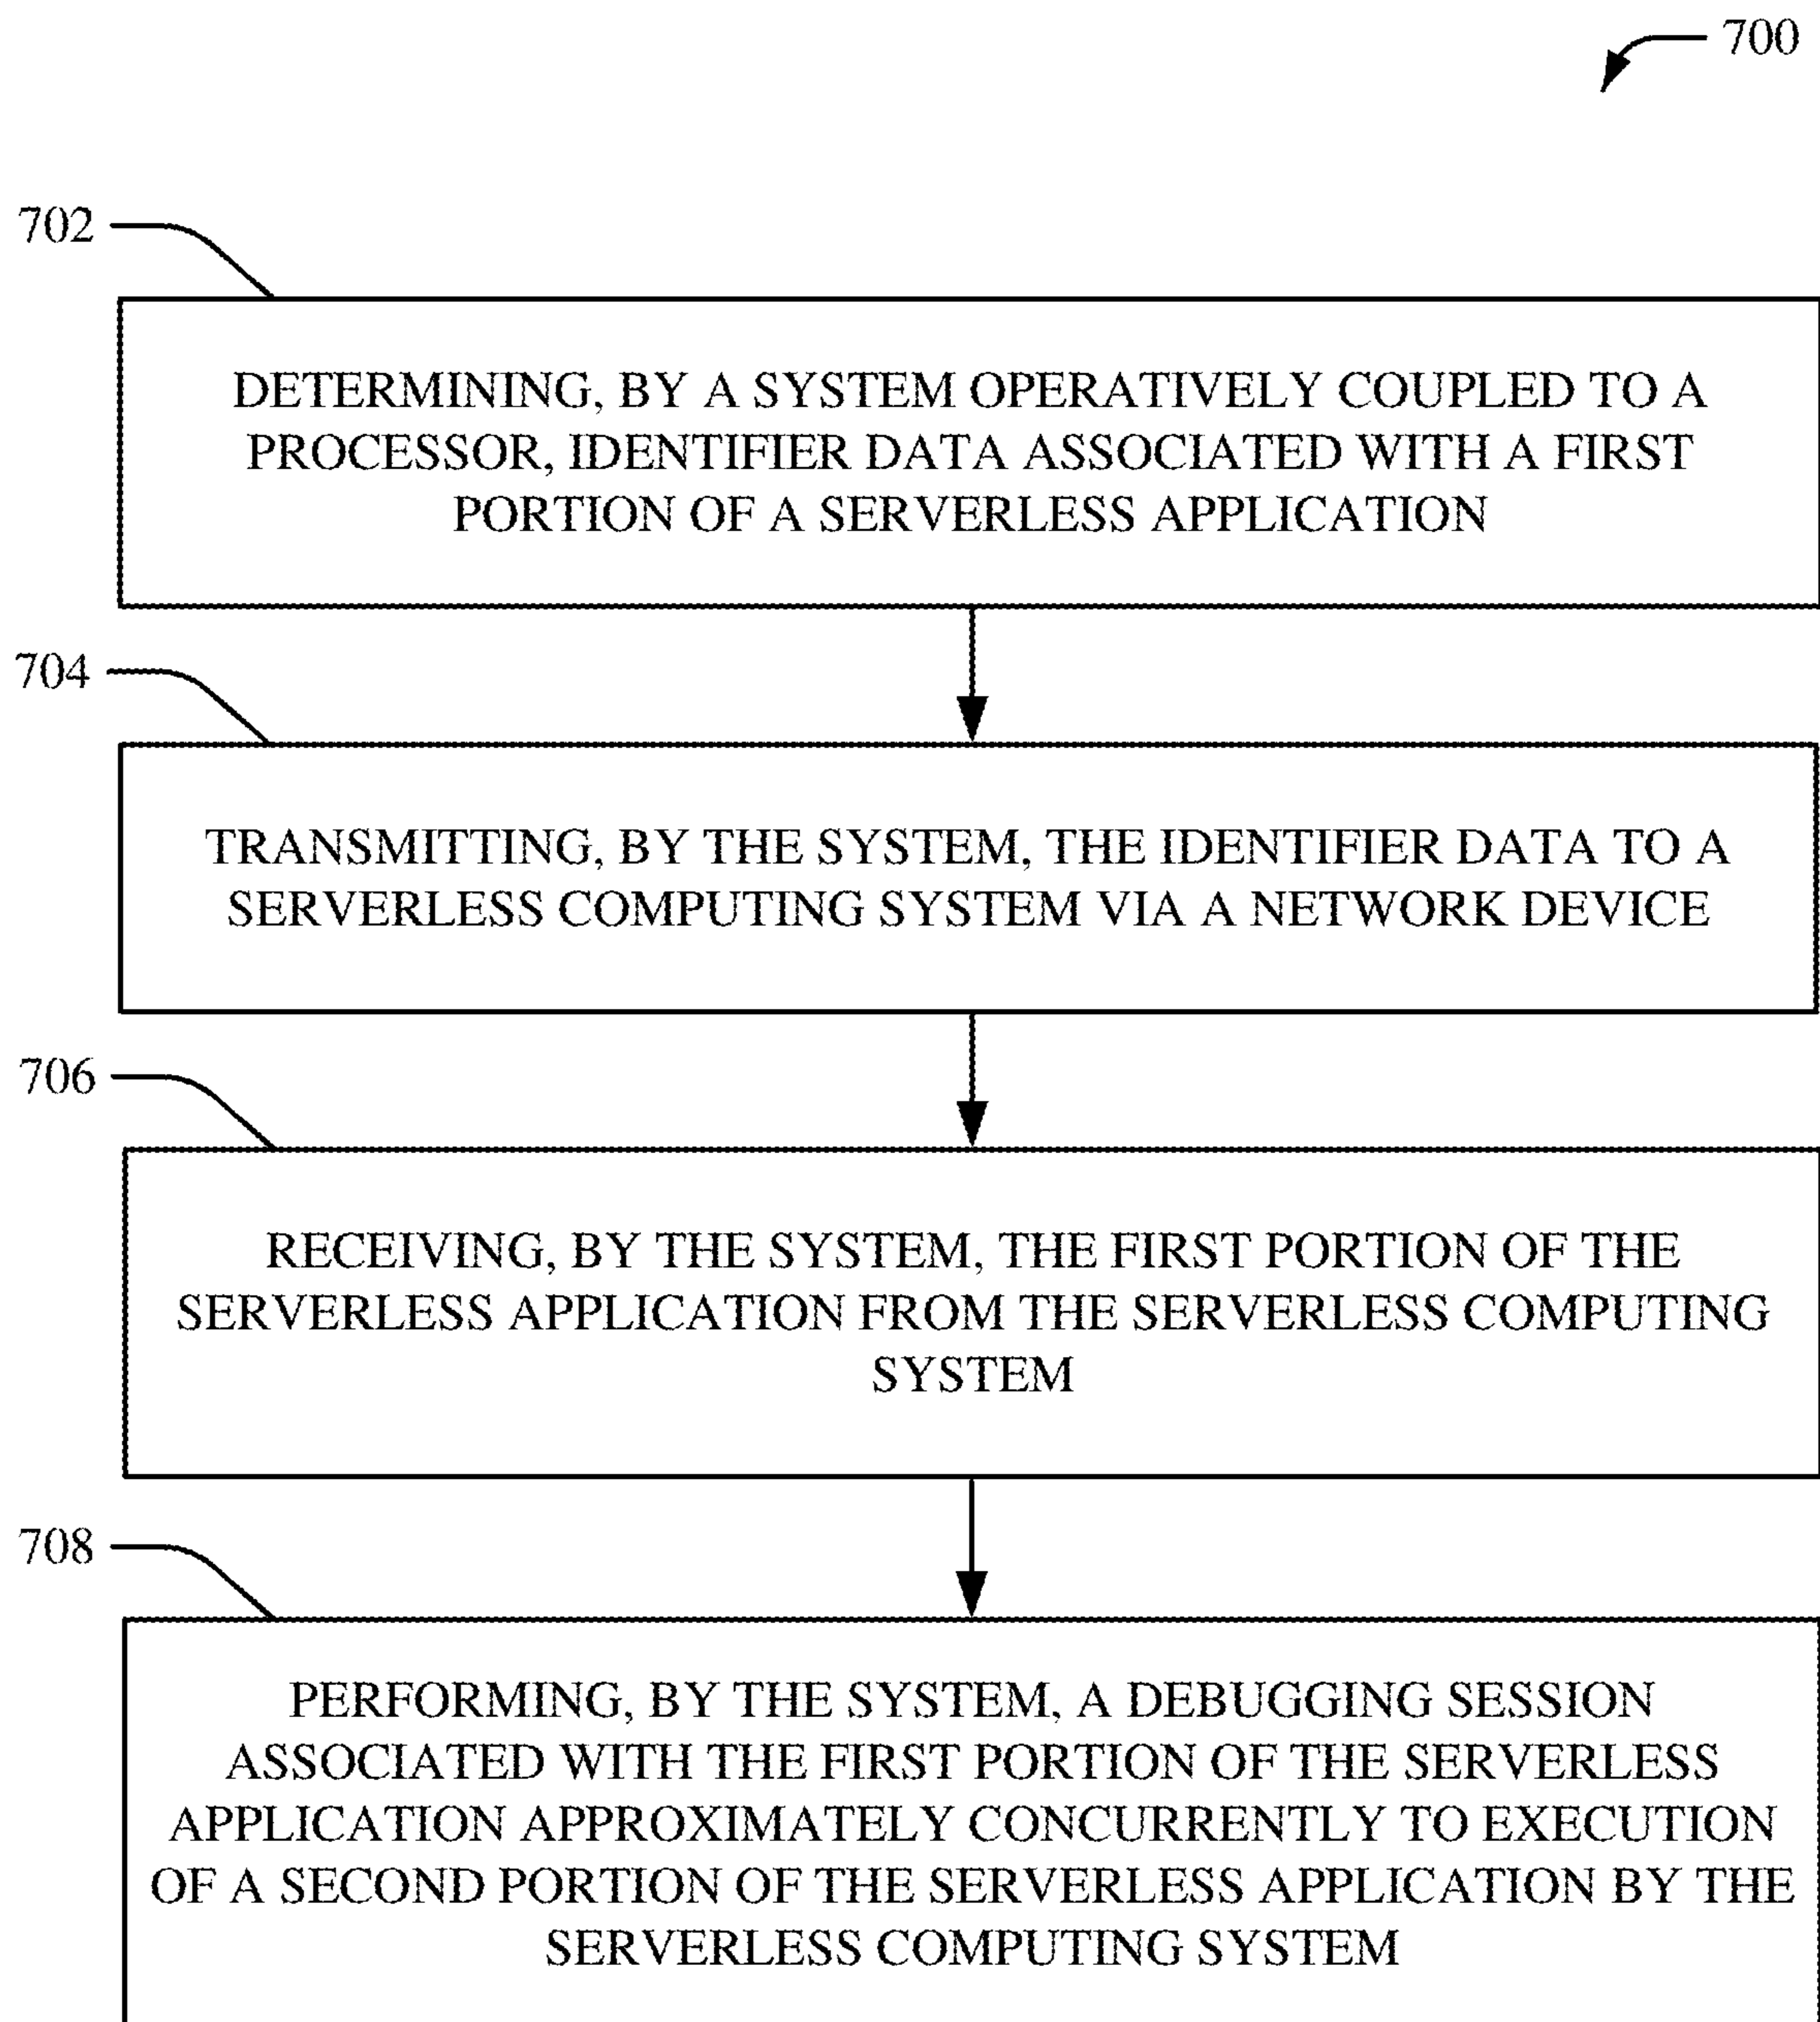 700
702
DETERMINING, BY A SYSTEM OPERATIVELY COUPLED TO A
PROCESSOR, IDENTIFIER DATA ASSOCIATED WITH A FIRST
PORTION OF A SERVERLESS APPLICATION
704
TRANSMITTING, BY THE SYSTEM, THE IDENTIFIER DATA TO A
SERVERLESS COMPUTING SYSTEM VIA A NETWORK DEVICE
706
RECEIVING, BY THE SYSTEM, THE FIRST PORTION OF THE
SERVERLESS APPLICATION FROM THE SERVERLESS COMPUTING
SYSTEM
708
PERFORMING, BY THE SYSTEM, A DEBUGGING SESSION
ASSOCIATED WITH THE FIRST PORTION OF THE SERVERLESS
APPLICATION APPROXIMATELY CONCURRENTLY TO EXECUTION
OF A SECOND PORTION OF THE SERVERLESS APPLICATION BY THE
SERVERLESS COMPUTING SYSTEM